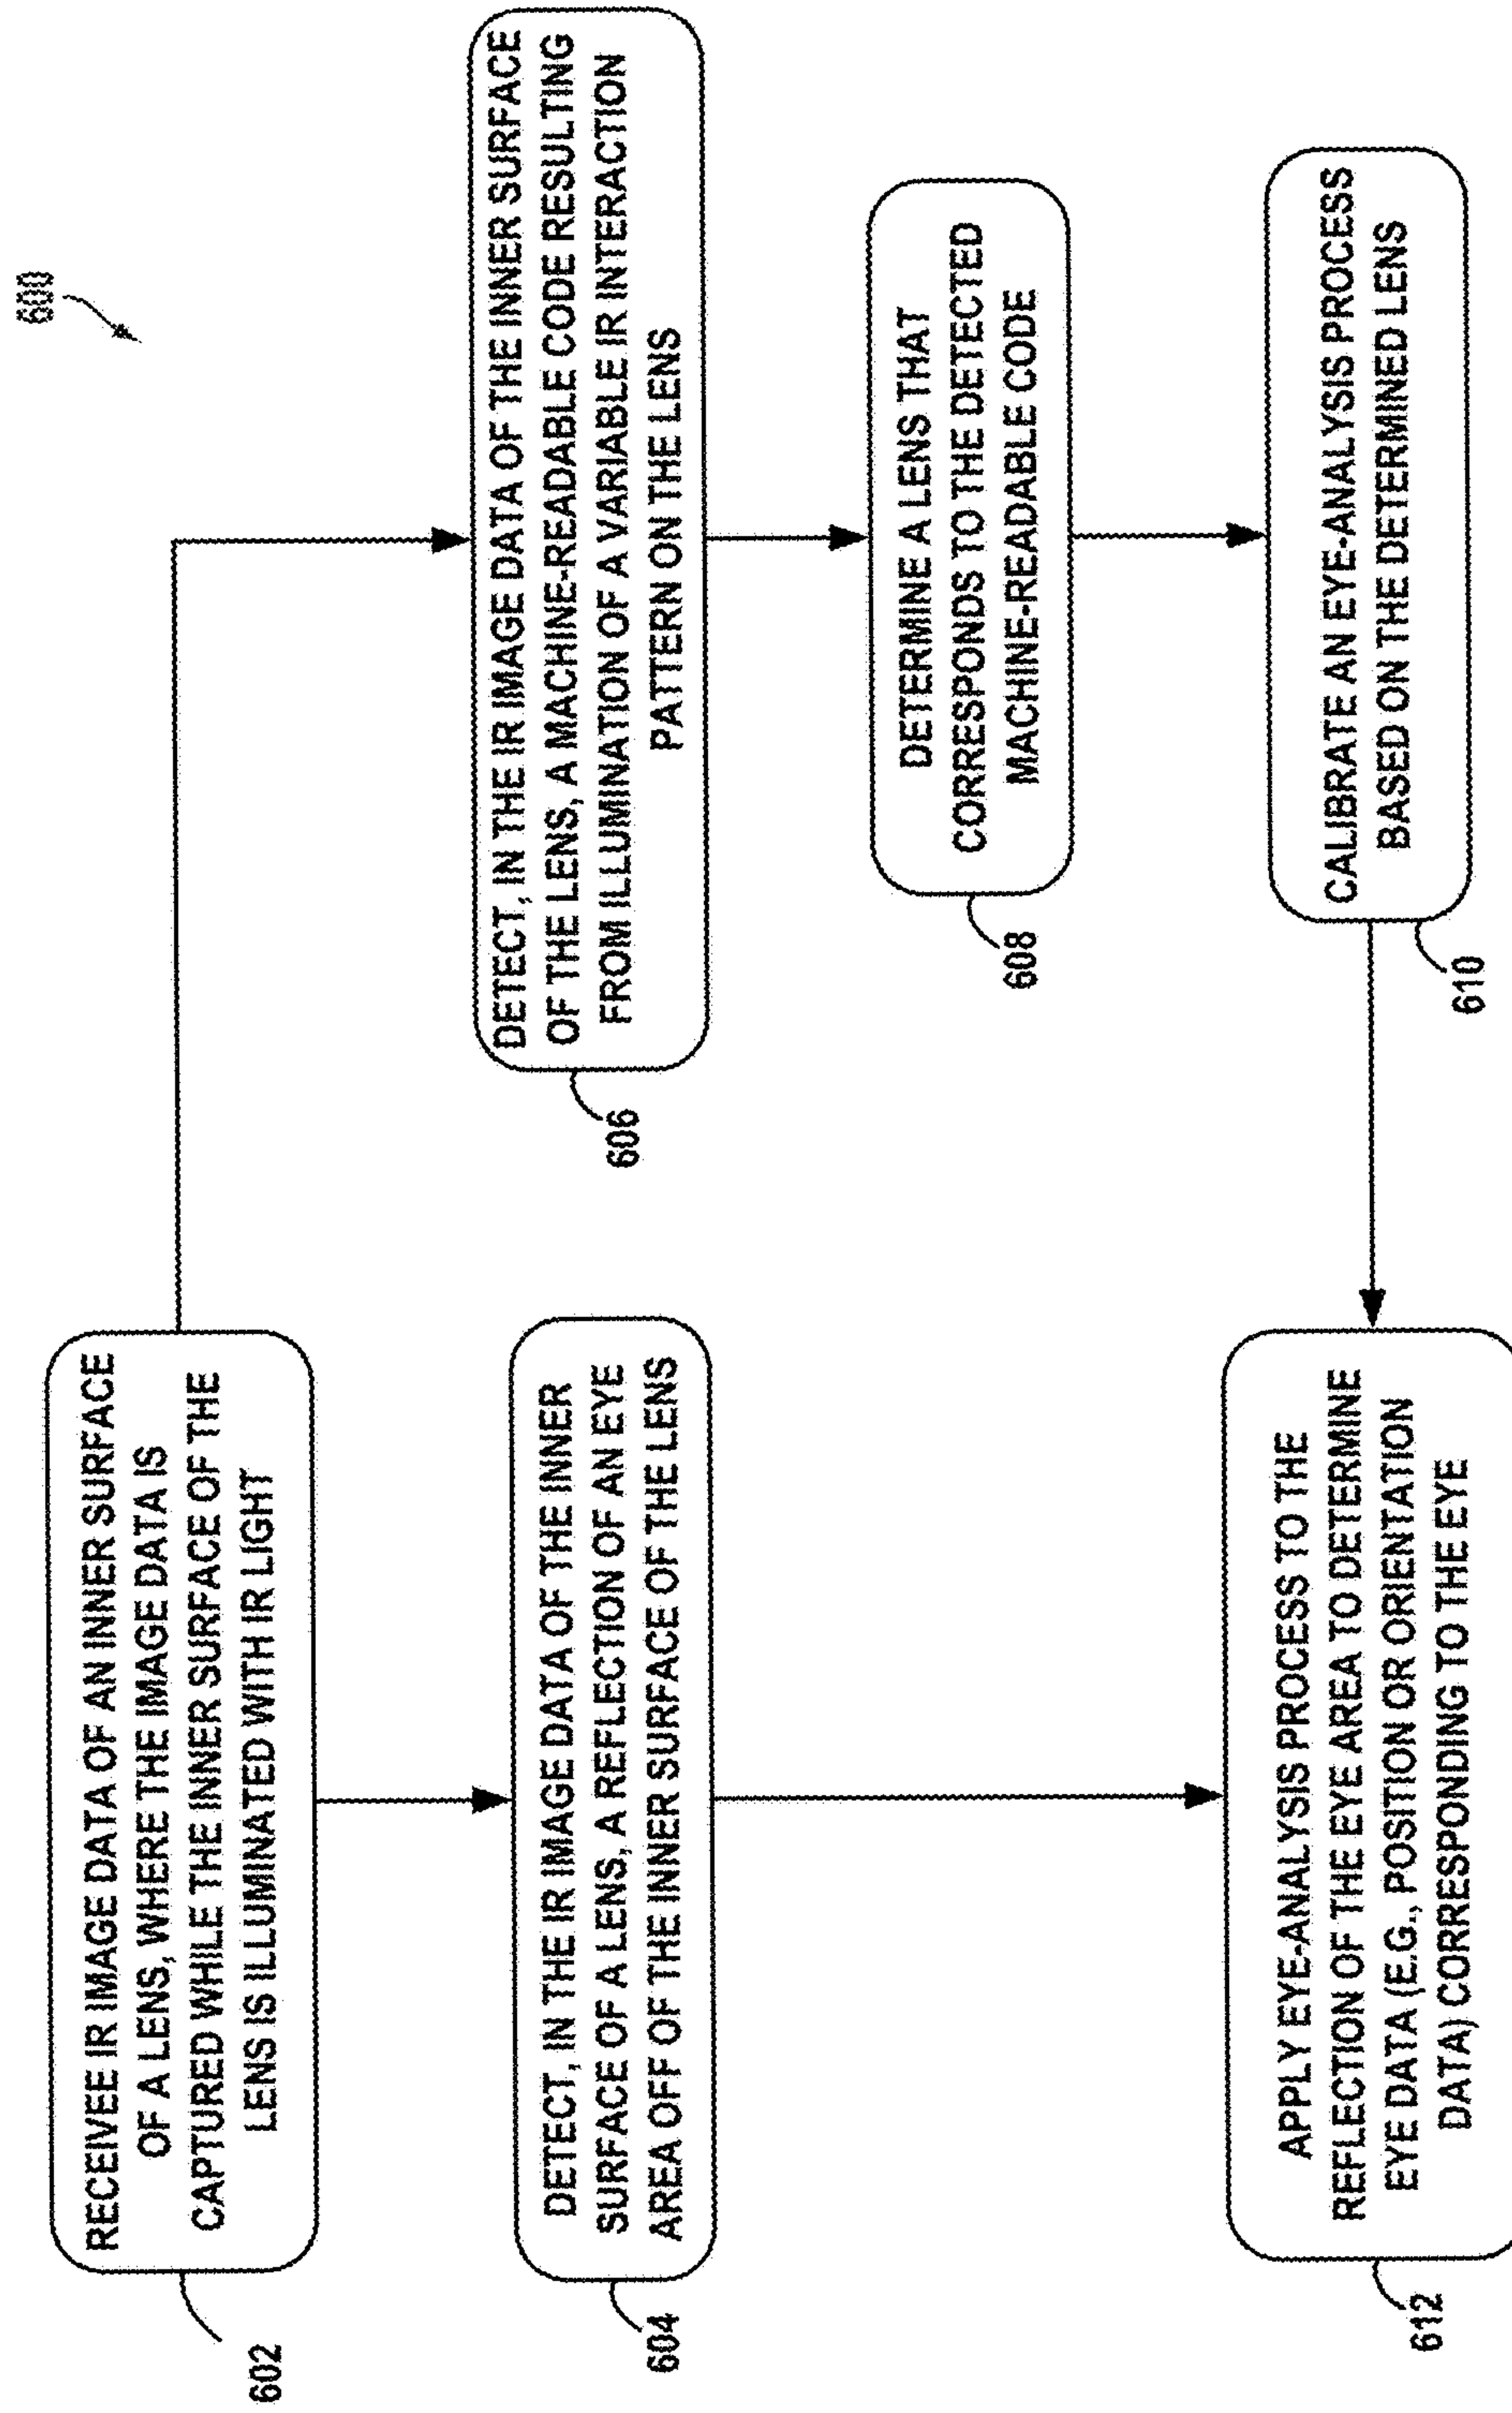 600
RECEIVEE IR IMAGE DATA OF AN INNER SURFACE
OF A LENS, WHERE THE IMAGE DATA IS
CAPTURED WHILE THE INNER SURFACE OF THE
LENS IS ILLUMINATED WITH IR LIGHT
602
DETECT, IN THE IR IMAGE DATA OF THE INNER
SURFACE OF A LENS, A REFLECTION OF AN EYE
AREA OFF OF THE INNER SURFACE OF THE LENS
604
DETECT, IN THE IR IMAGE DATA OF THE INNER SURFACE
OF THE LENS, A MACHINE-READABLE CODE RESULTING
FROM ILLUMINATION OF A VARIABLE IR INTERACTION
PATTERN ON THE LENS
606
DETERMINE A LENS THAT
CORRESPONDS TO THE DETECTED
MACHINE-READABLE CODE
608
CALIBRATE AN EYE-ANALYSIS PROCESS
BASED ON THE DETERMINED LENS
610
APPLY EYE-ANALYSIS PROCESS TO THE
REFLECTION OF THE EYE AREA TO DETERMINE
EYE DATA (E.G., POSITION OR ORIENTATION
DATA) CORRESPONDING TO THE EYE
612